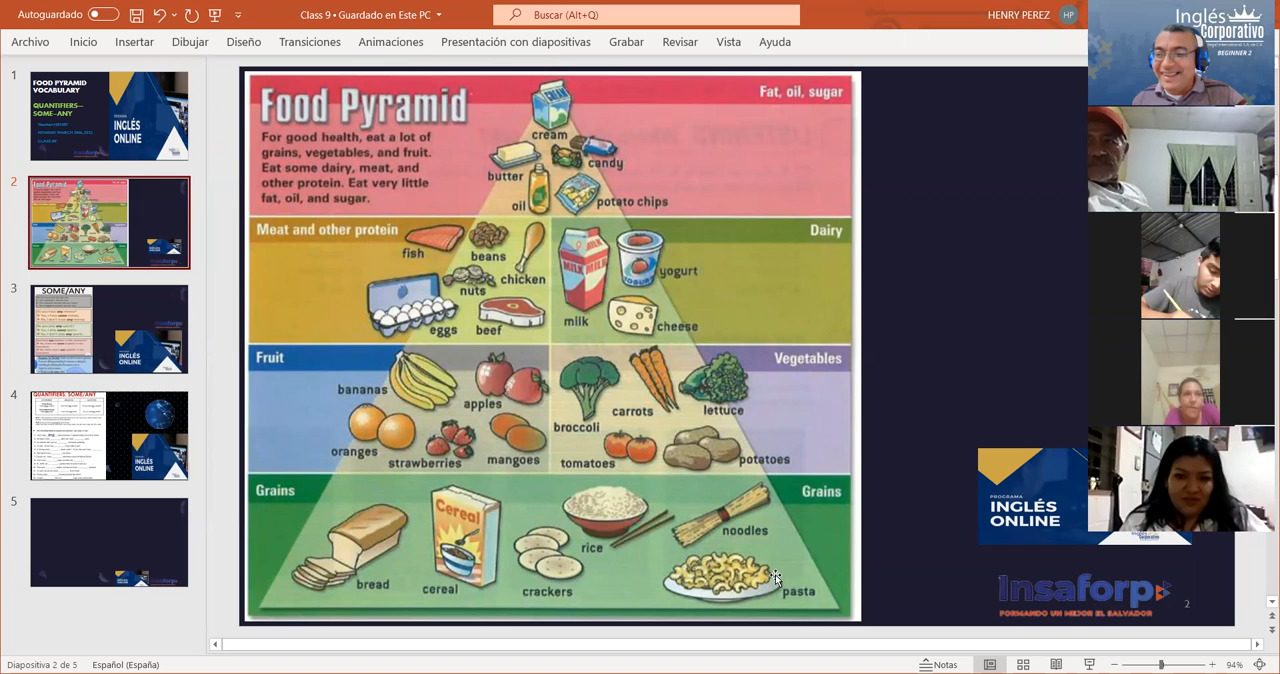 Autoguardado
Class 9 • Guardado en Este PC
Buscar (Alt+Q)
HENRY PEREZ
HP
Archivo
Inicio
Insertar
Dibujar
Diseño
Transiciones
Animaciones
Presentación con diapositivas
Grabar
Revisar
Vista
Ayuda
Inglés
Corporativo
BEGINNER 2
1
FOOD PYRAMID
VOCABULARY
QUANTIFIERS—
SOME--ANY
INGLÉS
ONLINE
2
3
SOME/ANY
INGLÉS
ONLINE
4
QUANTIFIERS: SOME/ANY
INGLÉS
ONLINE
5
Food Pyramid
For good health, eat a lot of
grains, vegetables, and fruit.
Eat some dairy, meat, and
other protein. Eat very little
fat, oil, and sugar.
Fat, oil, sugar
CREAM
cream
butter
candy
oil
potato chips
Meat and other protein
Dairy
fish
beans
chicken
nuts
eggs
beef
MILK MILK
milk
YOGURT
yogurt
cheese
Fruit
Vegetables
bananas
apples
oranges
strawberries
mangoes
broccoli
carrots
lettuce
tomatoes
potatoes
Grains
Grains
bread
Cereal
cereal
crackers
rice
noodles
pasta
PROGRAMA
INGLÉS
ONLINE
Insaforp
FORMANDO UN MEJOR EL SALVADOR
2
Diapositiva 2 de 5
Español (España)
Notas
94%